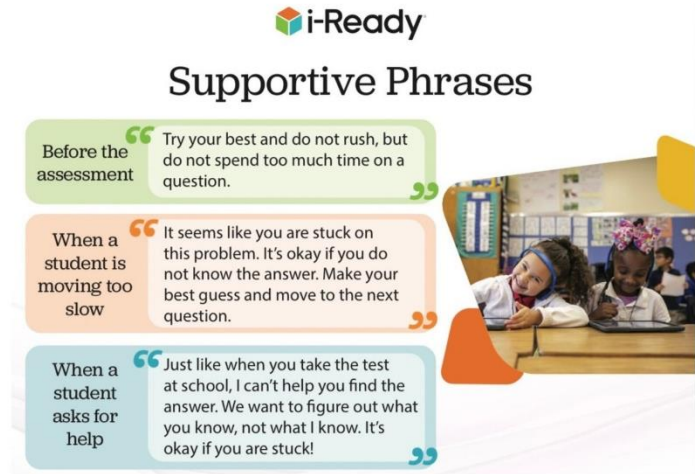 i-Ready
Supportive Phrases
Before the
assessment
“Try your best and do not rush, but
do not spend too much time on a
question.”
When a
student is
moving too
slow
“It seems like you are stuck on
this problem. It’s okay if you do
not know the answer. Make your
best guess and move to the next
question.”
When a
student
asks for
help
“Just like when you take the test
at school, I can’t help you find the
answer. We want to figure out what
you know, not what I know. It’s
okay if you are stuck!”